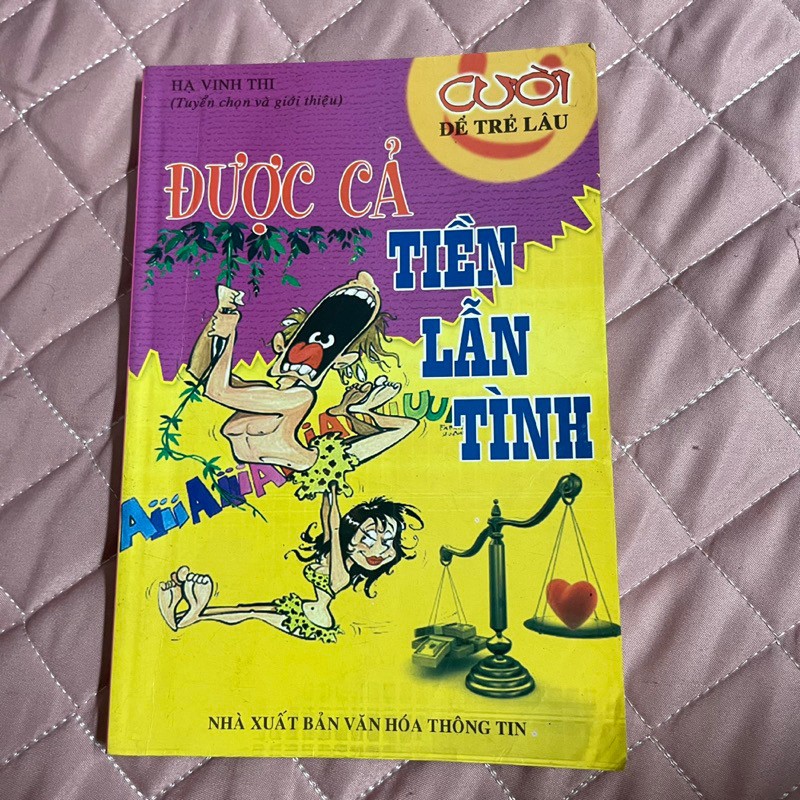 HẠ VINH THI
(Tuyển chọn và giới thiệu)
CƯỜI
ĐỂ TRẺ LÂU
ĐƯỢC CẢ
TIỀN
LẪN
TÌNH
NHÀ XUẤT BẢN VĂN HÓA THÔNG TIN